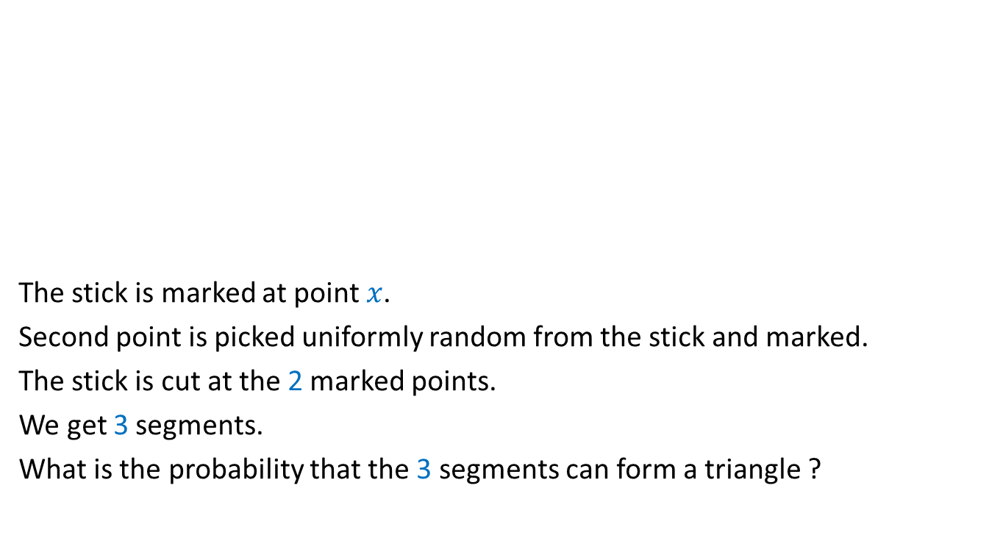 The stick is marked at point x.
Second point is picked uniformly random from the stick and marked.
The stick is cut at the 2 marked points.
We get 3 segments.
What is the probability that the 3 segments can form a triangle ?